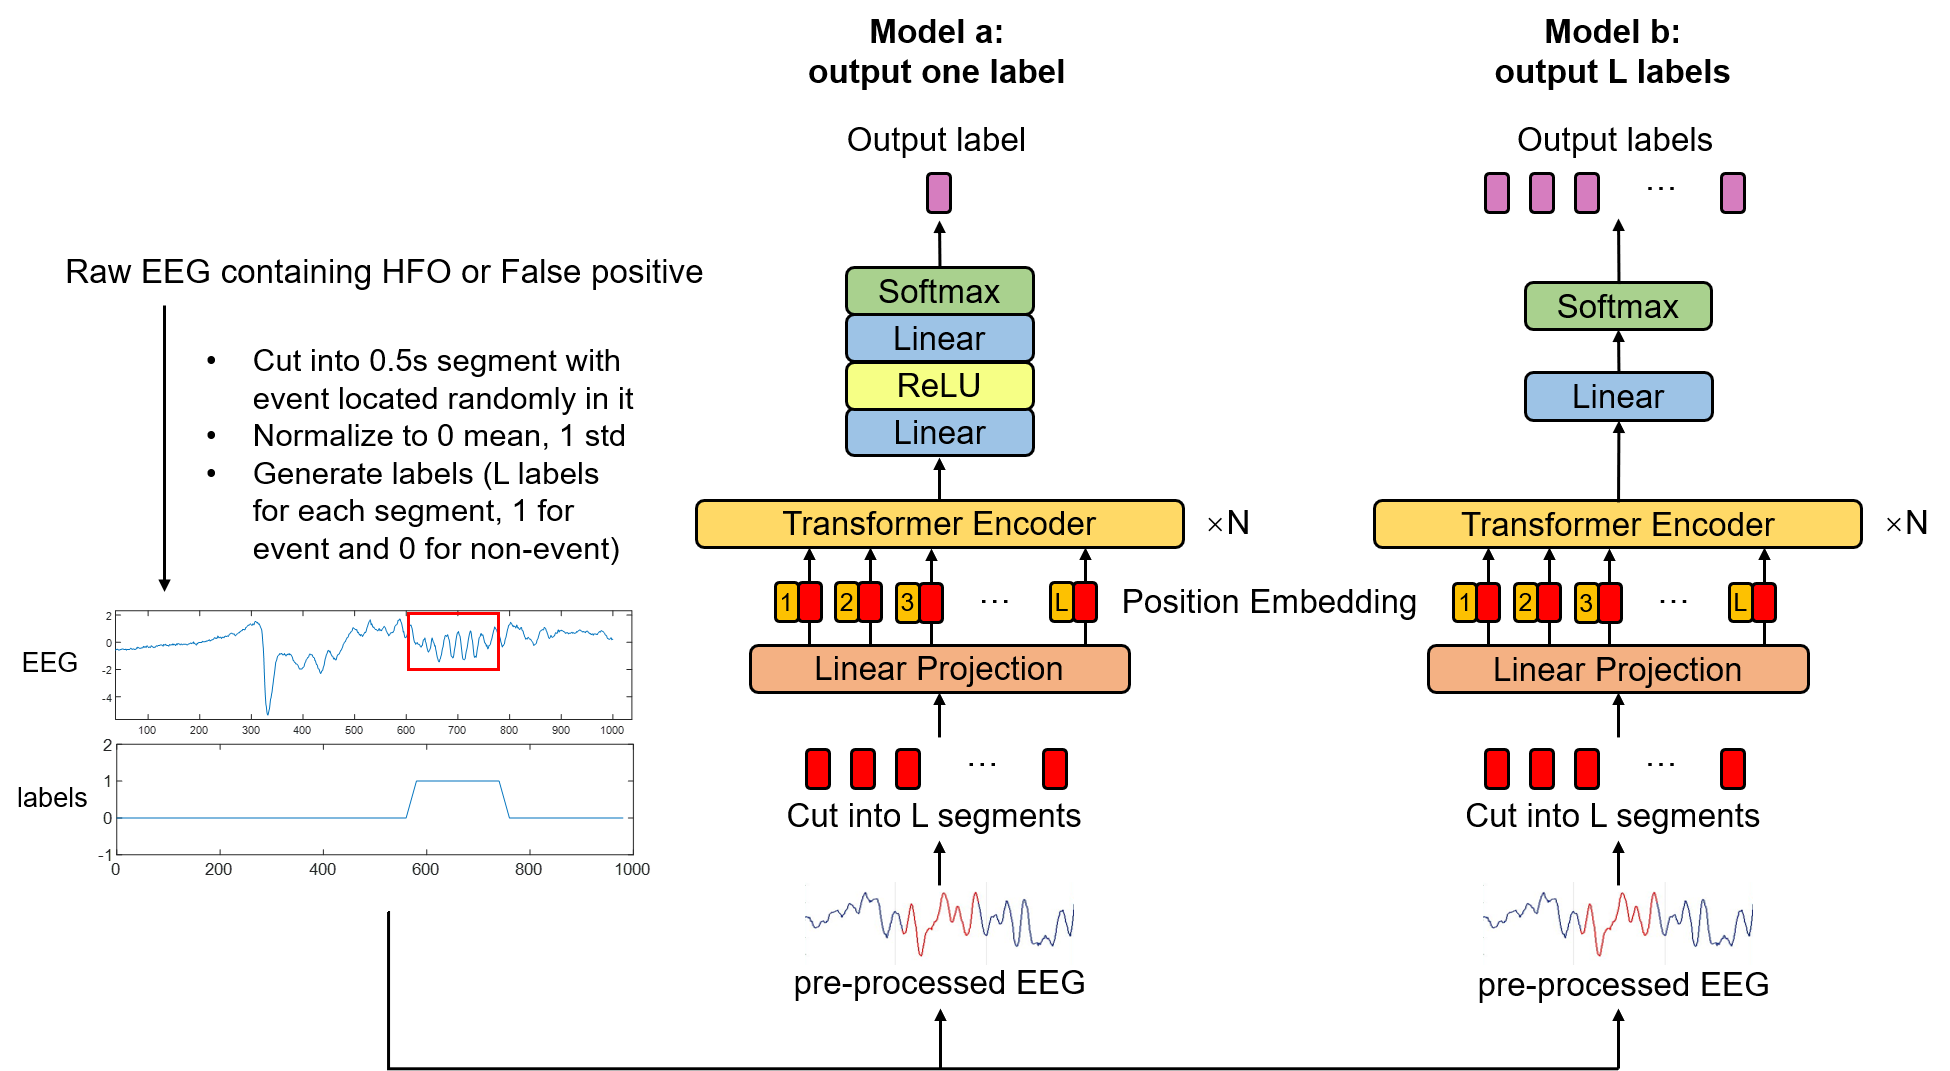 Model a:
output one label
Output label
Softmax
Linear
ReLU
Linear
Transformer Encoder
×N
1
2
3
...
L
Position Embedding
Linear Projection
...
Cut into L segments
pre-processed EEG
Model b:
output L labels
Output labels
...
Softmax
Linear
Transformer Encoder
×N
1
2
3
...
L
Linear Projection
...
Cut into L segments
pre-processed EEG
Raw EEG containing HFO or False positive
• Cut into 0.5s segment with
event located randomly in it
• Normalize to 0 mean, 1 std
• Generate labels (L labels
for each segment, 1 for
event and 0 for non-event)
EEG
2
0
-2
-4
100 200 300 400 500 600 700 800 900 1000
labels
2
1
0
-1
0 200 400 600 800 1000